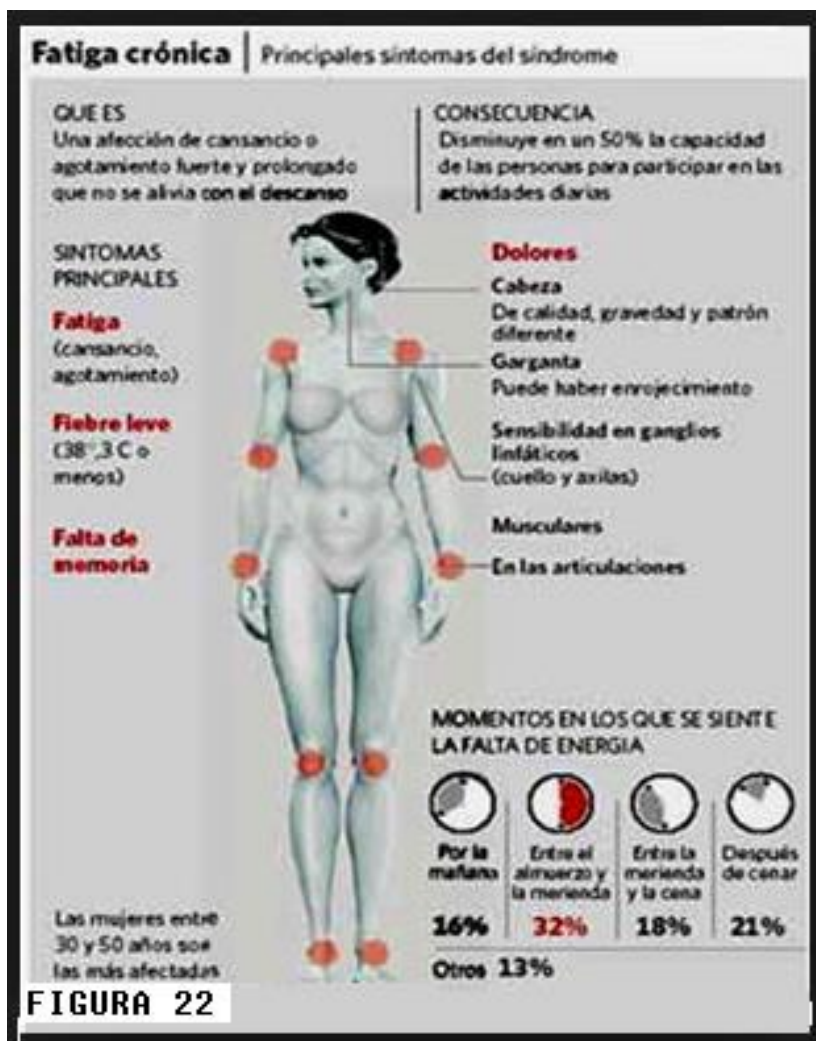 Fatiga crónica | Principales síntomas del síndrome
QUE ES
Una afección de cansancio o
agotamiento fuerte y prolongado
que no se alivia con el descanso
CONSECUENCIA
Disminuye en un 50% la capacidad
de las personas para participar en las
actividades diarias
SINTOMAS
PRINCIPALES
Fatiga
(cansancio,
agotamiento)
Fiebre leve
(38°,3 C o
menos)
Falta de
memoria
Dolores
Cabeza
De calidad, gravedad y patrón
diferente
Garganta
Puede haber enrojecimiento
Sensibilidad en ganglios
linfáticos
(cuello y axilas)
Musculares
En las articulaciones
MOMENTOS EN LOS QUE SE SIENTE
LA FALTA DE ENERGIA
Por la
mañana
16%
Entre el
almuerzo y
la merienda
32%
Entre la
merienda
y la cena
18%
Después
de cenar
21%
Otros 13%
Las mujeres entre
30 y 50 años son
las más afectadas
FIGURA 22